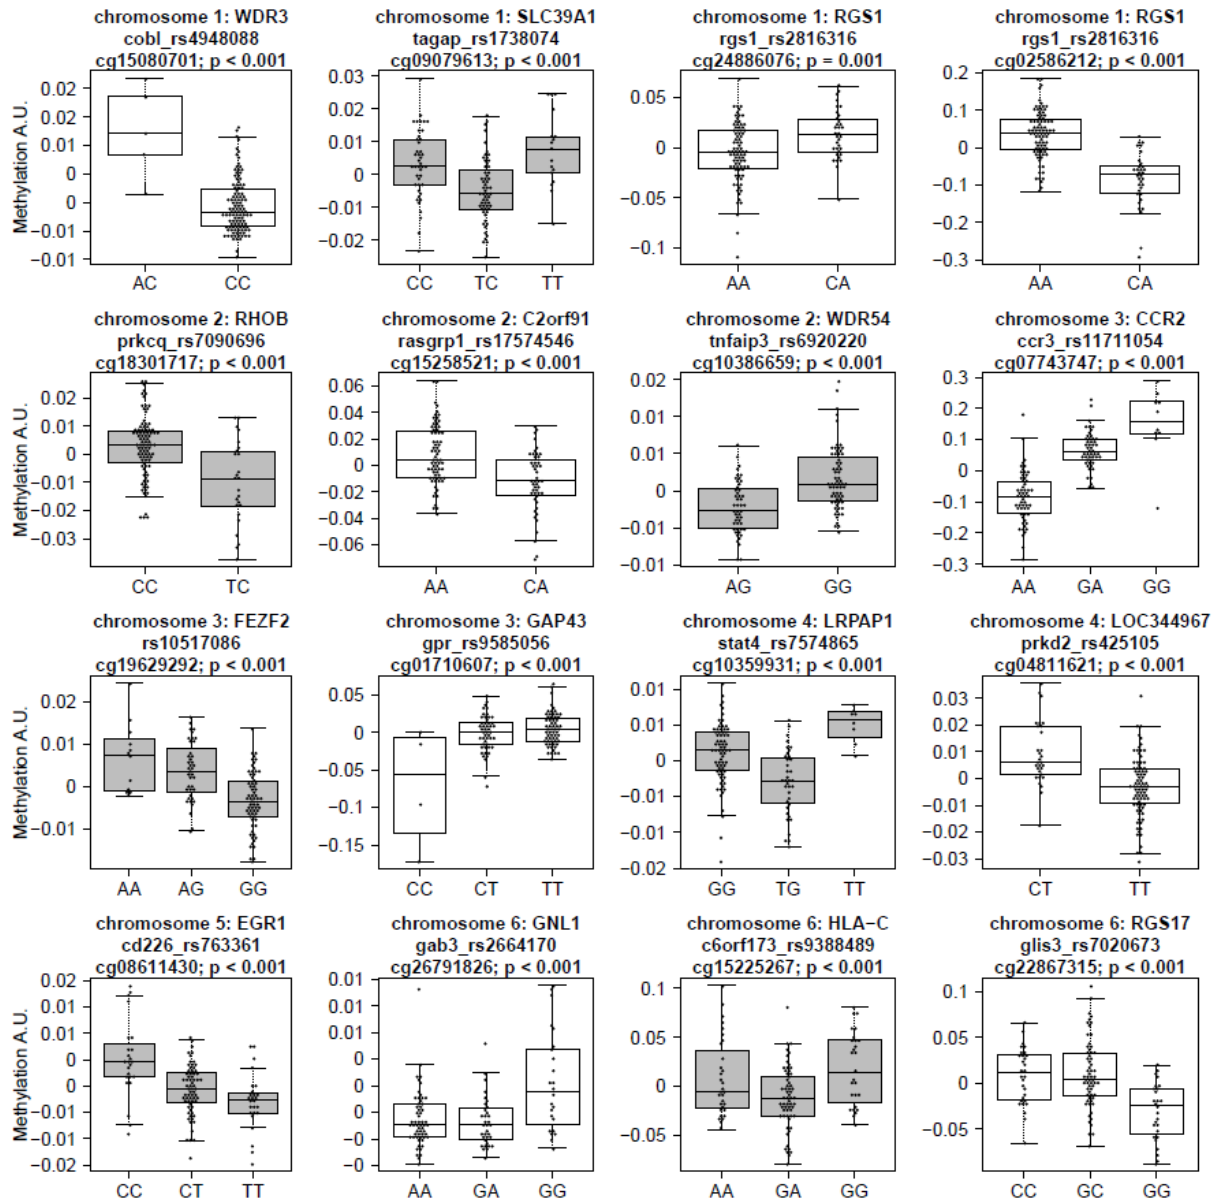 chromosome 1: WDR3
cobl_rs4948088
cg15080701; p < 0.001
Methylation A.U.
0.02
0.02
0.01
0
0
−0.01
−0.01
AC CC
chromosome 1: SLC39A1
tagap_rs1738074
cg09079613; p < 0.001
0.03
0.02
0.01
0
−0.01
−0.02
CC TC TT
chromosome 1: RGS1
rgs1_rs2816316
cg24886076; p = 0.001
0.05
0
−0.05
−0.1
AA CA
chromosome 1: RGS1
rgs1_rs2816316
cg02586212; p < 0.001
0.2
0.1
0
−0.1
−0.2
−0.3
AA CA
chromosome 2: RHOB
prkcq_rs7090696
cg18301717; p < 0.001
Methylation A.U.
0.02
0.01
0
−0.01
−0.02
−0.03
CC TC
chromosome 2: C2orf91
rasgrp1_rs17574546
cg15258521; p < 0.001
0.06
0.04
0.02
0
−0.02
−0.04
−0.06
AA CA
chromosome 2: WDR54
tnfaip3_rs6920220
cg10386659; p < 0.001
0.02
0.01
0.01
0
−0.01
−0.01
AG GG
chromosome 3: CCR2
ccr3_rs11711054
cg07743747; p < 0.001
0.3
0.2
0.1
0
−0.1
−0.2
−0.3
AA GA GG
chromosome 3: FEZF2
rs10517086
cg19629292; p < 0.001
Methylation A.U.
0.02
0.01
0
−0.01
AA AG GG
chromosome 3: GAP43
gpr_rs9585056
cg01710607; p < 0.001
0.05
0
−0.05
−0.1
−0.15
CC CT TT
chromosome 4: LRPAP1
stat4_rs7574865
cg10359931; p < 0.001
0.01
0.01
0
−0.01
−0.01
−0.02
GG TG TT
chromosome 4: LOC344967
prkd2_rs425105
cg04811621; p < 0.001
0.03
0.02
0.01
0
−0.01
−0.02
−0.03
CT TT
chromosome 5: EGR1
cd226_rs763361
cg08611430; p < 0.001
Methylation A.U.
0.02
0.01
0.01
0
−0.01
−0.01
−0.01
−0.02
CC CT TT
chromosome 6: GNL1
gab3_rs2664170
cg26791826; p < 0.001
0.01
0.01
0.01
0
0
0
−0
−0
AA GA GG
chromosome 6: HLA−C
c6orf173_rs9388489
cg15225267; p < 0.001
0.1
0.05
0
−0.05
AA GA GG
chromosome 6: RGS17
glis3_rs7020673
cg22867315; p < 0.001
0.1
0.05
0
−0.05
CC GC GG